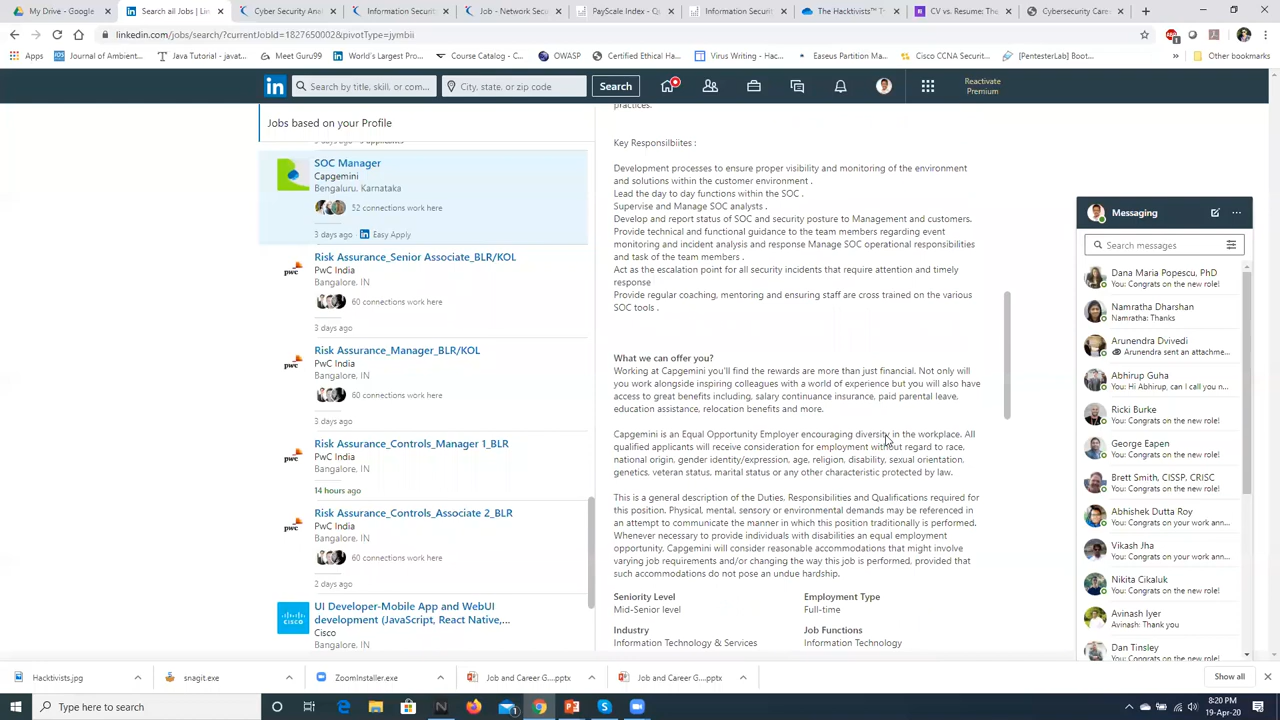 My Drive - Google
Search all Jobs | Lin
Cyber Security Anal
Information Securit
Job - Network Secu
PayScale Index - Qu
Information Securit
The Hacktivists™ T
CV vs. Resume: The
Cybersecurity Caree
linkedin.com/jobs/search/?currentJobId=1827650002&pivotType=jymbii
Apps
Journal of Ambient...
Java Tutorial - javat...
Meet Guru99
World's Largest Pro...
Course Catalog - C...
OWASP
Certified Ethical Ha...
Virus Writing - Hac...
Easeus Partition Ma...
Cisco CCNA Securit...
[PentesterLab] Boot...
»
Other bookmarks
in
Search by title, skill, or com...
City, state, or zip code
Search
Reactivate
Premium
Jobs based on your Profile
SOC Manager
Capgemini
Bengaluru, Karnataka
52 connections work here
3 days ago
Easy Apply
Risk Assurance_Senior Associate_BLR/KOL
PwC India
Bangalore, IN
60 connections work here
3 days ago
Risk Assurance_Manager_BLR/KOL
PwC India
Bangalore, IN
60 connections work here
3 days ago
Risk Assurance_Controls_Manager 1_BLR
PwC India
Bangalore, IN
14 hours ago
Risk Assurance_Controls_Associate 2_BLR
PwC India
Bangalore, IN
60 connections work here
2 days ago
UI Developer-Mobile App and WebUI
development (JavaScript, React Native,...
Cisco
Bangalore, IN
practices.
Key Responsilbiites :
Development processes to ensure proper visibility and monitoring of the environment
and solutions within the customer environment .
Lead the day to day functions within the SOC .
Supervise and Manage SOC analysts .
Develop and report status of SOC and security posture to Management and customers.
Provide technical and functional guidance to the team members regarding event
monitoring and incident analysis and response Manage SOC operational responsibilities
and task of the team members .
Act as the escalation point for all security incidents that require attention and timely
response
Provide regular coaching, mentoring and ensuring staff are cross trained on the various
SOC tools .
What we can offer you?
Working at Capgemini you'll find the rewards are more than just financial. Not only will
you work alongside inspiring colleagues with a world of experience but you will also have
access to great benefits including, salary continuance insurance, paid parental leave,
education assistance, relocation benefits and more.
Capgemini is an Equal Opportunity Employer encouraging diversity in the workplace. All
qualified applicants will receive consideration for employment without regard to race,
national origin, gender identity/expression, age, religion, disability, sexual orientation,
genetics, veteran status, marital status or any other characteristic protected by law.
This is a general description of the Duties, Responsibilities and Qualifications required for
this position. Physical, mental, sensory or environmental demands may be referenced in
an attempt to communicate the manner in which this position traditionally is performed.
Whenever necessary to provide individuals with disabilities an equal employment
opportunity, Capgemini will consider reasonable accommodations that might involve
varying job requirements and/or changing the way this job is performed, provided that
such accommodations do not pose an undue hardship.
Seniority Level
Mid-Senior level
Employment Type
Full-time
Industry
Information Technology & Services
Job Functions
Information Technology
Messaging
Search messages
Dana Maria Popescu, PhD
You: Congrats on the new role!
Namratha Dharshan
Namratha: Thanks
Arunendra Dvivedi
Arunendra sent an attachme...
Abhirup Guha
You: Hi Abhirup, can I call you n...
Ricki Burke
You: Congrats on the new role!
George Eapen
You: Congrats on the new role!
Brett Smith, CISSP, CRISC
You: Congrats on the new role!
Abhishek Dutta Roy
You: Congrats on your work ann...
Vikash Jha
You: Congrats on your work ann...
Nikita Cikaluk
You: Congrats on the new role!
Avinash Iyer
Avinash: Thank you
Dan Tinsley
Hacktivists.jpg
snagit.exe
ZoomInstaller.exe
Job and Career G....pptx
Job and Career G....pptx
Show all
Type here to search
8:20 PM
19-Apr-20